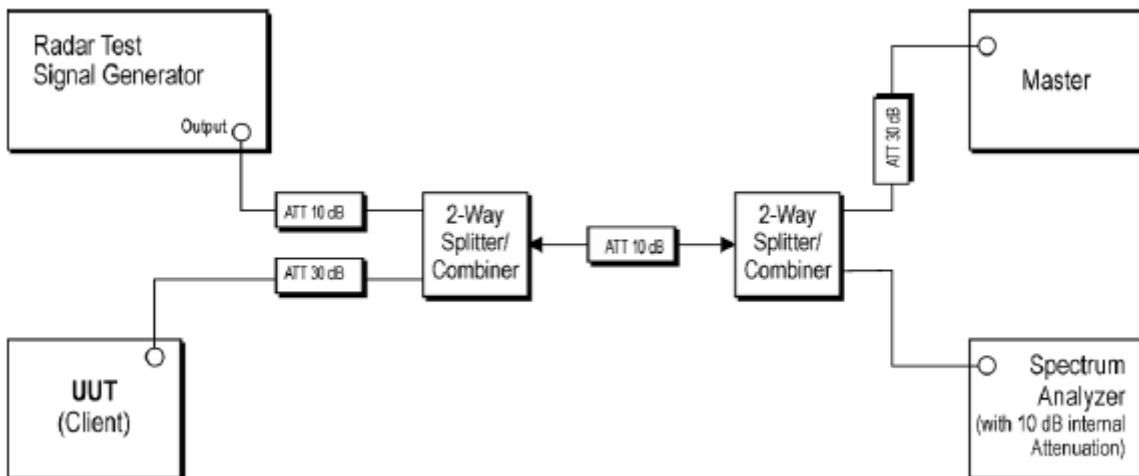 Radar Test
Signal Generator
Output
ATT 10 dB
ATT 30 dB
2-Way
Splitter/
Combiner
ATT 10 dB
2-Way
Splitter/
Combiner
ATT 30 dB
Master
UUT
(Client)
Spectrum
Analyzer
(with 10 dB internal
Attenuation)